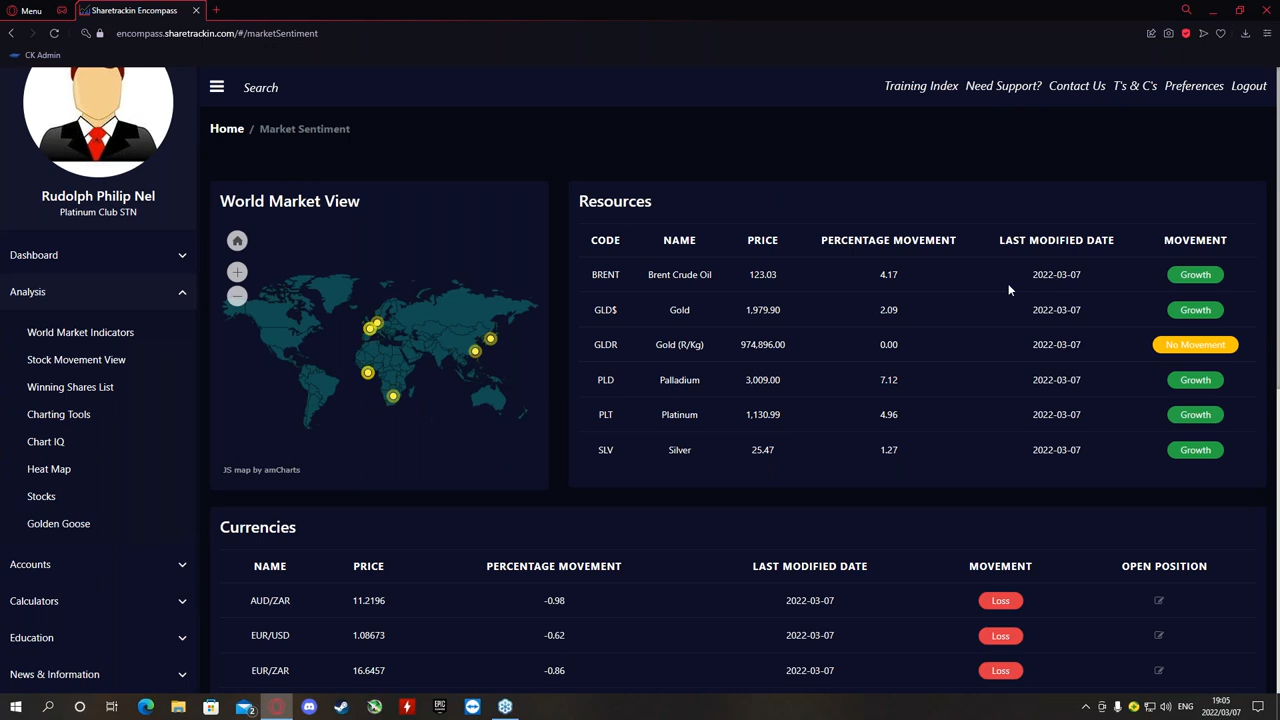 Menu
Sharetrackin Encompass
encompass.sharetrackin.com/#/marketSentiment
CK Admin
Search
Training Index Need Support? Contact Us T's & C's Preferences Logout
Home / Market Sentiment
Rudolph Philip Nel
Platinum Club STN
Dashboard
Analysis
World Market Indicators
Stock Movement View
Winning Shares List
Charting Tools
Chart IQ
Heat Map
Stocks
Golden Goose
Accounts
Calculators
Education
News & Information
World Market View
JS map by amCharts
Resources
CODE NAME PRICE PERCENTAGE MOVEMENT LAST MODIFIED DATE MOVEMENT
BRENT Brent Crude Oil 123.03 4.17 2022-03-07 Growth
GLD$ Gold 1,979.90 2.09 2022-03-07 Growth
GLDR Gold (R/Kg) 974,896.00 0.00 2022-03-07 No Movement
PLD Palladium 3,009.00 7.12 2022-03-07 Growth
PLT Platinum 1,130.99 4.96 2022-03-07 Growth
SLV Silver 25.47 1.27 2022-03-07 Growth
Currencies
NAME PRICE PERCENTAGE MOVEMENT LAST MODIFIED DATE MOVEMENT OPEN POSITION
AUD/ZAR 11.2196 -0.98 2022-03-07 Loss
EUR/USD 1.08673 -0.62 2022-03-07 Loss
EUR/ZAR 16.6457 -0.86 2022-03-07 Loss
2
EPIC
ENG
19:05
2022/03/07